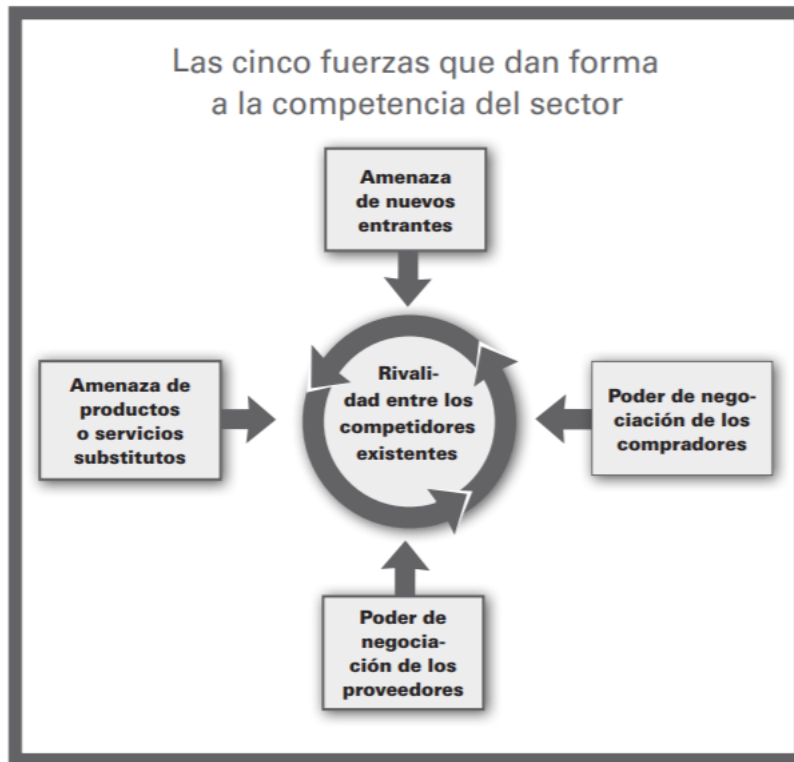 Las cinco fuerzas que dan forma
a la competencia del sector
Amenaza
de nuevos
entrantes
Amenaza de
productos
o servicios
substitutos
Rivali-
dad entre los
competidores
existentes
Poder de nego-
ciación de los
compradores
Poder de
negocia-
ción de los
proveedores